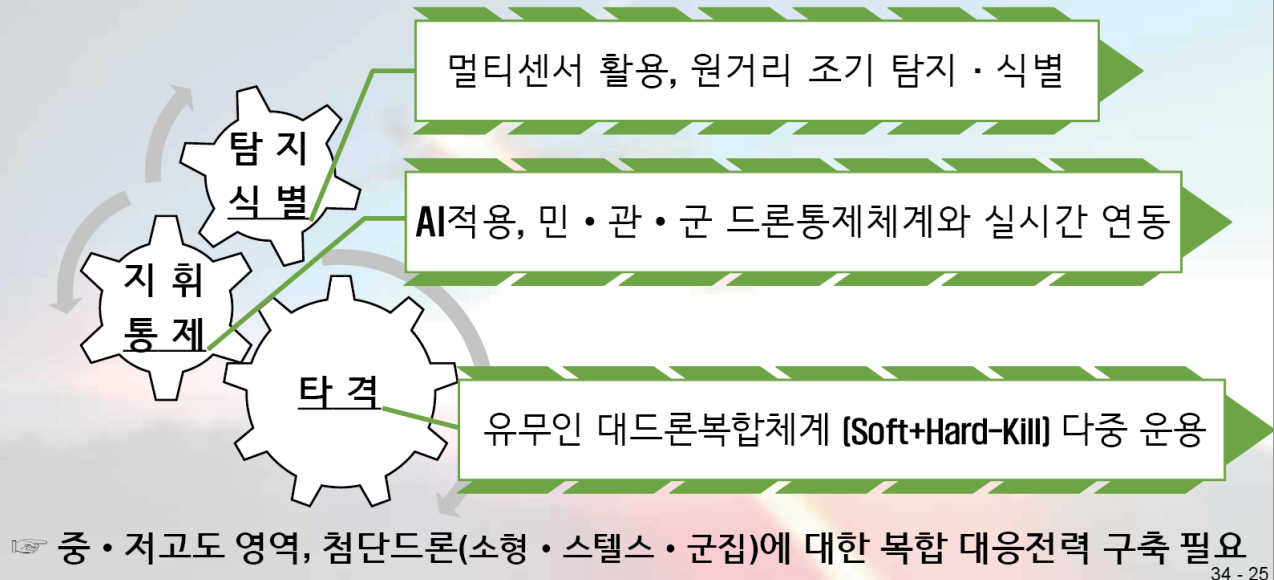 멀티센서 활용, 원거리 조기 탐지 · 식별
탐 지
식 별
AI적용, 민 · 관 · 군 드론통제체계와 실시간 연동
지 휘
통 제
타 격
유무인 대드론복합체계 (Soft+Hard-Kill) 다중 운용
☞ 중 · 저고도 영역, 첨단드론(소형 · 스텔스 · 군집)에 대한 복합 대응전력 구축 필요
34 - 25